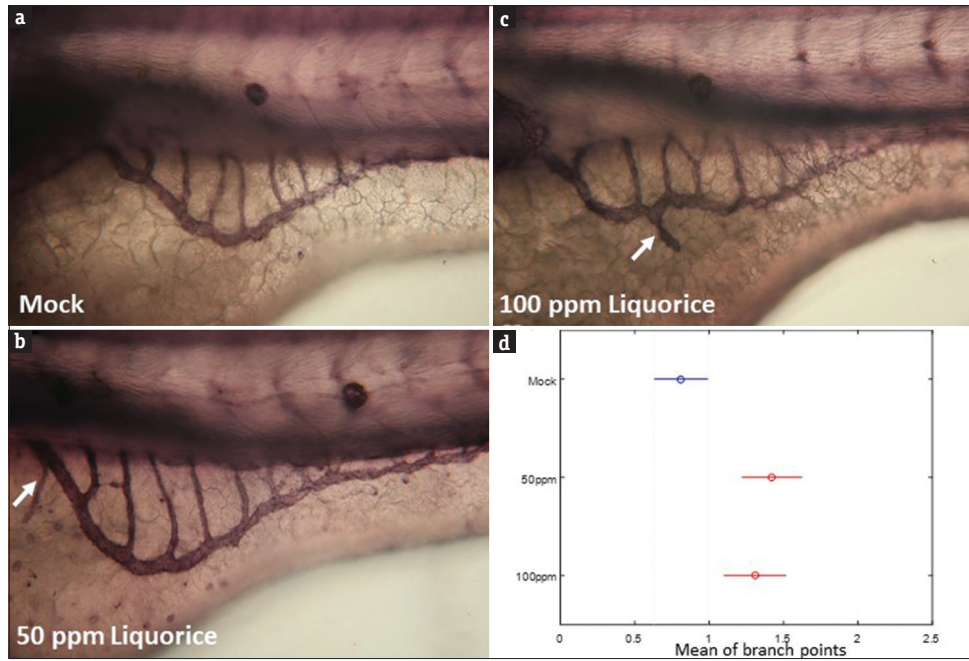 a
Mock
b
50 ppm Liquorice
c
100 ppm Liquorice
d
Mock
50ppm
100ppm
0 0.5 1 1.5 2 2.5
Mean of branch points